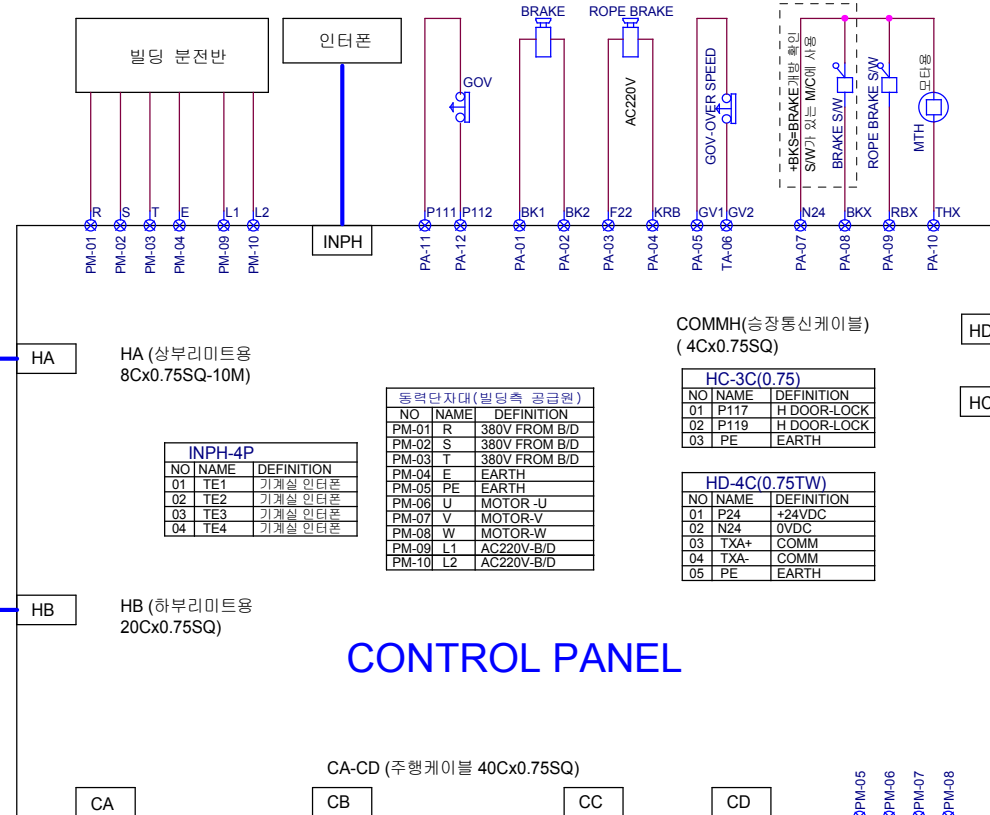 빌딩 분전반
인터폰
GOV
BRAKE
ROPE BRAKE
AC220V
GOV-OVER SPEED
+BKS=BRAKE개방 확인
S/W가 있는 M/C에 사용
BRAKE S/W
ROPE BRAKE S/W
모타용
MTH
R S T E L1 L2
P111 P112
BK1 BK2 F22 KRB GV1 GV2
N24 BKX RBX THX
PM-01 PM-02 PM-03 PM-04 PM-09 PM-10
INPH
PA-11 PA-12 PA-01 PA-02 PA-03 PA-04 PA-05 TA-06 PA-07 PA-08 PA-09 PA-10
HA
HA (상부리미트용
8Cx0.75SQ-10M)
COMMH(승장통신케이블)
( 4Cx0.75SQ)
HD
HC
INPH-4P
NO NAME DEFINITION
01 TE1 기계실 인터폰
02 TE2 기계실 인터폰
03 TE3 기계실 인터폰
04 TE4 기계실 인터폰
동력단자대(빌딩측 공급원)
NO NAME DEFINITION
PM-01 R 380V FROM B/D
PM-02 S 380V FROM B/D
PM-03 T 380V FROM B/D
PM-04 E EARTH
PM-05 PE EARTH
PM-06 U MOTOR -U
PM-07 V MOTOR-V
PM-08 W MOTOR-W
PM-09 L1 AC220V-B/D
PM-10 L2 AC220V-B/D
HC-3C(0.75)
NO NAME DEFINITION
01 P117 H DOOR-LOCK
02 P119 H DOOR-LOCK
03 PE EARTH
HD-4C(0.75TW)
NO NAME DEFINITION
01 P24 +24VDC
02 N24 0VDC
03 TXA+ COMM
04 TXA- COMM
05 PE EARTH
HB
HB (하부리미트용
20Cx0.75SQ)
CONTROL PANEL
CA-CD (주행케이블 40Cx0.75SQ)
CA
CB
CC
CD
PM-05 PM-06 PM-07 PM-08